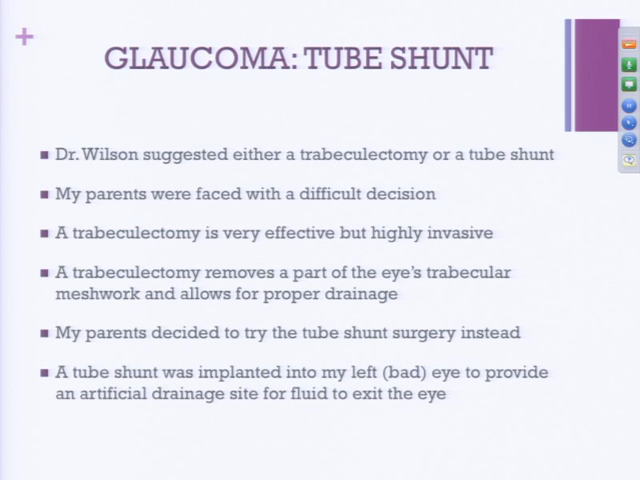 GLAUCOMA: TUBE SHUNT
Dr. Wilson suggested either a trabeculectomy or a tube shunt
My parents were faced with a difficult decision
A trabeculectomy is very effective but highly invasive
A trabeculectomy removes a part of the eye's trabecular
meshwork and allows for proper drainage
My parents decided to try the tube shunt surgery instead
A tube shunt was implanted into my left (bad) eye to provide
an artificial drainage site for fluid to exit the eye